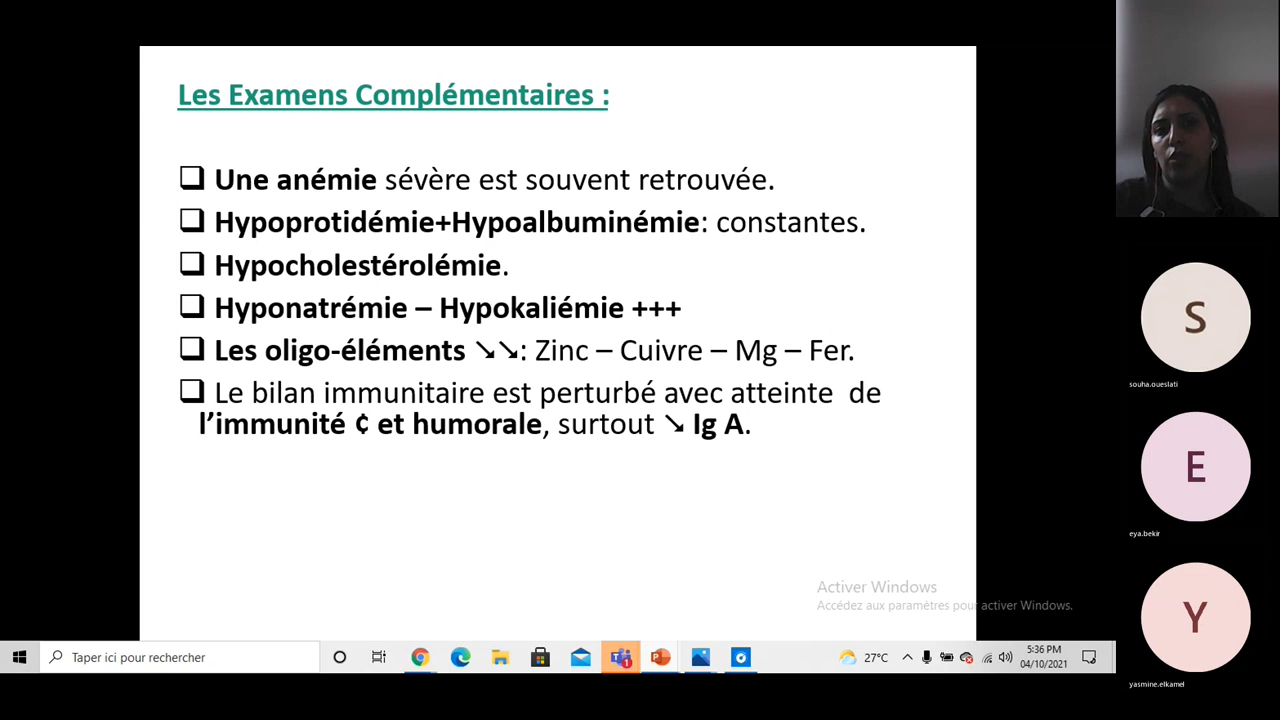 Les Examens Complémentaires :
❑ Une anémie sévère est souvent retrouvée.
❑ Hypoprotidémie+Hypoalbuminémie: constantes.
❑ Hypocholestérolémie.
❑ Hyponatrémie – Hypokaliémie +++
❑ Les oligo-éléments ↘↘: Zinc – Cuivre – Mg – Fer.
❑ Le bilan immunitaire est perturbé avec atteinte de
l’immunité ¢ et humorale, surtout ↘ Ig A.
Activer Windows
Accédez aux paramètres pour activer Windows.
Taper ici pour rechercher
1
27°C
5:36 PM
04/10/2021
S
souha.oueslati
E
eya.bekir
Y
yasmine.elkamel